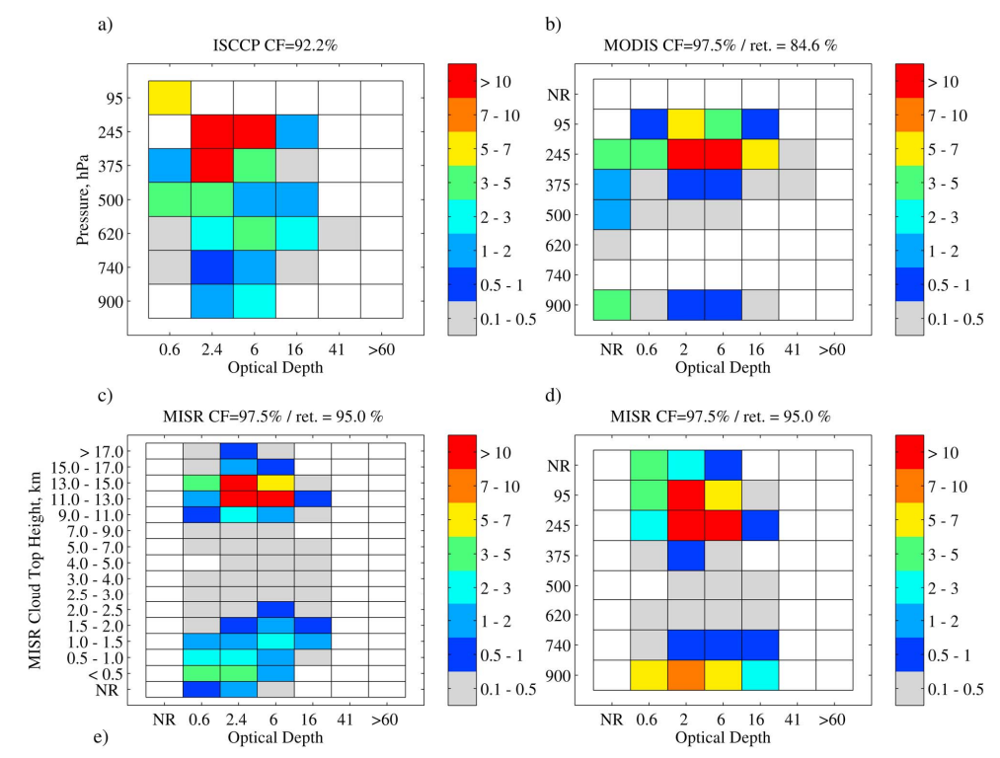 a)
ISCCP CF=92.2%
Pressure, hPa
95
245
375
500
620
740
900
0.6 2.4 6 16 41 >60
Optical Depth
> 10
7 - 10
5 - 7
3 - 5
2 - 3
1 - 2
0.5 - 1
0.1 - 0.5
b)
MODIS CF=97.5% / ret. = 84.6 %
NR
95
245
375
500
620
740
900
NR 0.6 2 6 16 41 >60
Optical Depth
> 10
7 - 10
5 - 7
3 - 5
2 - 3
1 - 2
0.5 - 1
0.1 - 0.5
c)
MISR CF=97.5% / ret. = 95.0 %
MISR Cloud Top Height, km
> 17.0
15.0 - 17.0
13.0 - 15.0
11.0 - 13.0
9.0 - 11.0
7.0 - 9.0
5.0 - 7.0
4.0 - 5.0
3.0 - 4.0
2.5 - 3.0
2.0 - 2.5
1.5 - 2.0
1.0 - 1.5
0.5 - 1.0
< 0.5
NR
NR 0.6 2.4 6 16 41 >60
Optical Depth
> 10
7 - 10
5 - 7
3 - 5
2 - 3
1 - 2
0.5 - 1
0.1 - 0.5
d)
MISR CF=97.5% / ret. = 95.0 %
NR
95
245
375
500
620
740
900
NR 0.6 2 6 16 41 >60
Optical Depth
> 10
7 - 10
5 - 7
3 - 5
2 - 3
1 - 2
0.5 - 1
0.1 - 0.5
e)